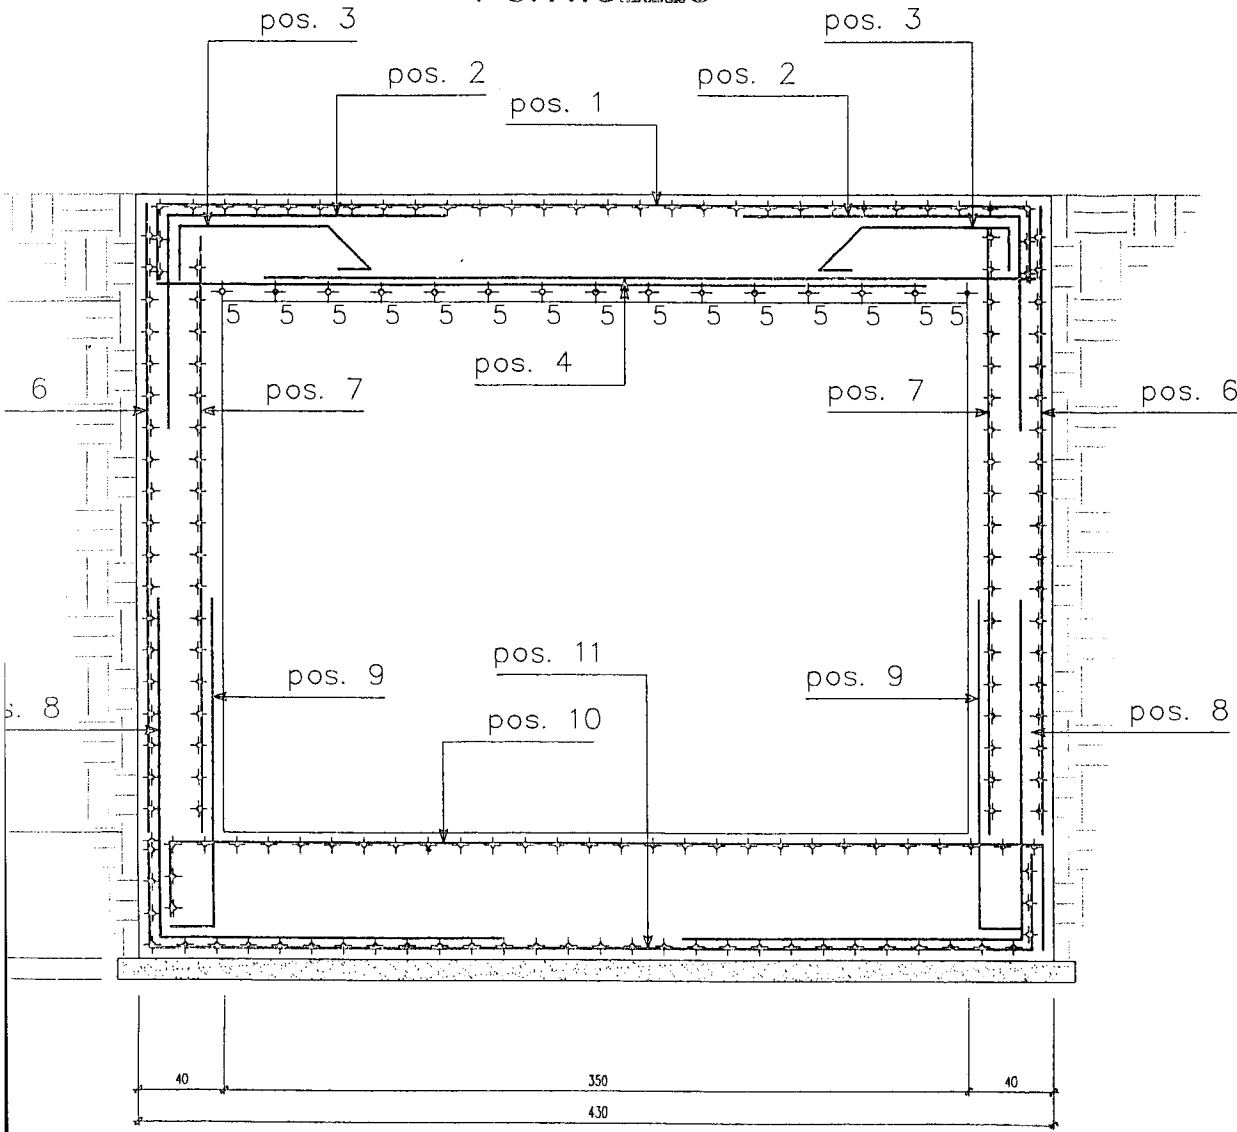 pos. 3
pos. 3
pos. 2
pos. 2
pos. 1
5 5 5 5 5 5 5 5 5 5 5 5 5 5 5
pos. 4
6
pos. 7
pos. 7
pos. 6
pos. 11
pos. 9
pos. 9
s. 8
pos. 10
pos. 8
40
350
40
430